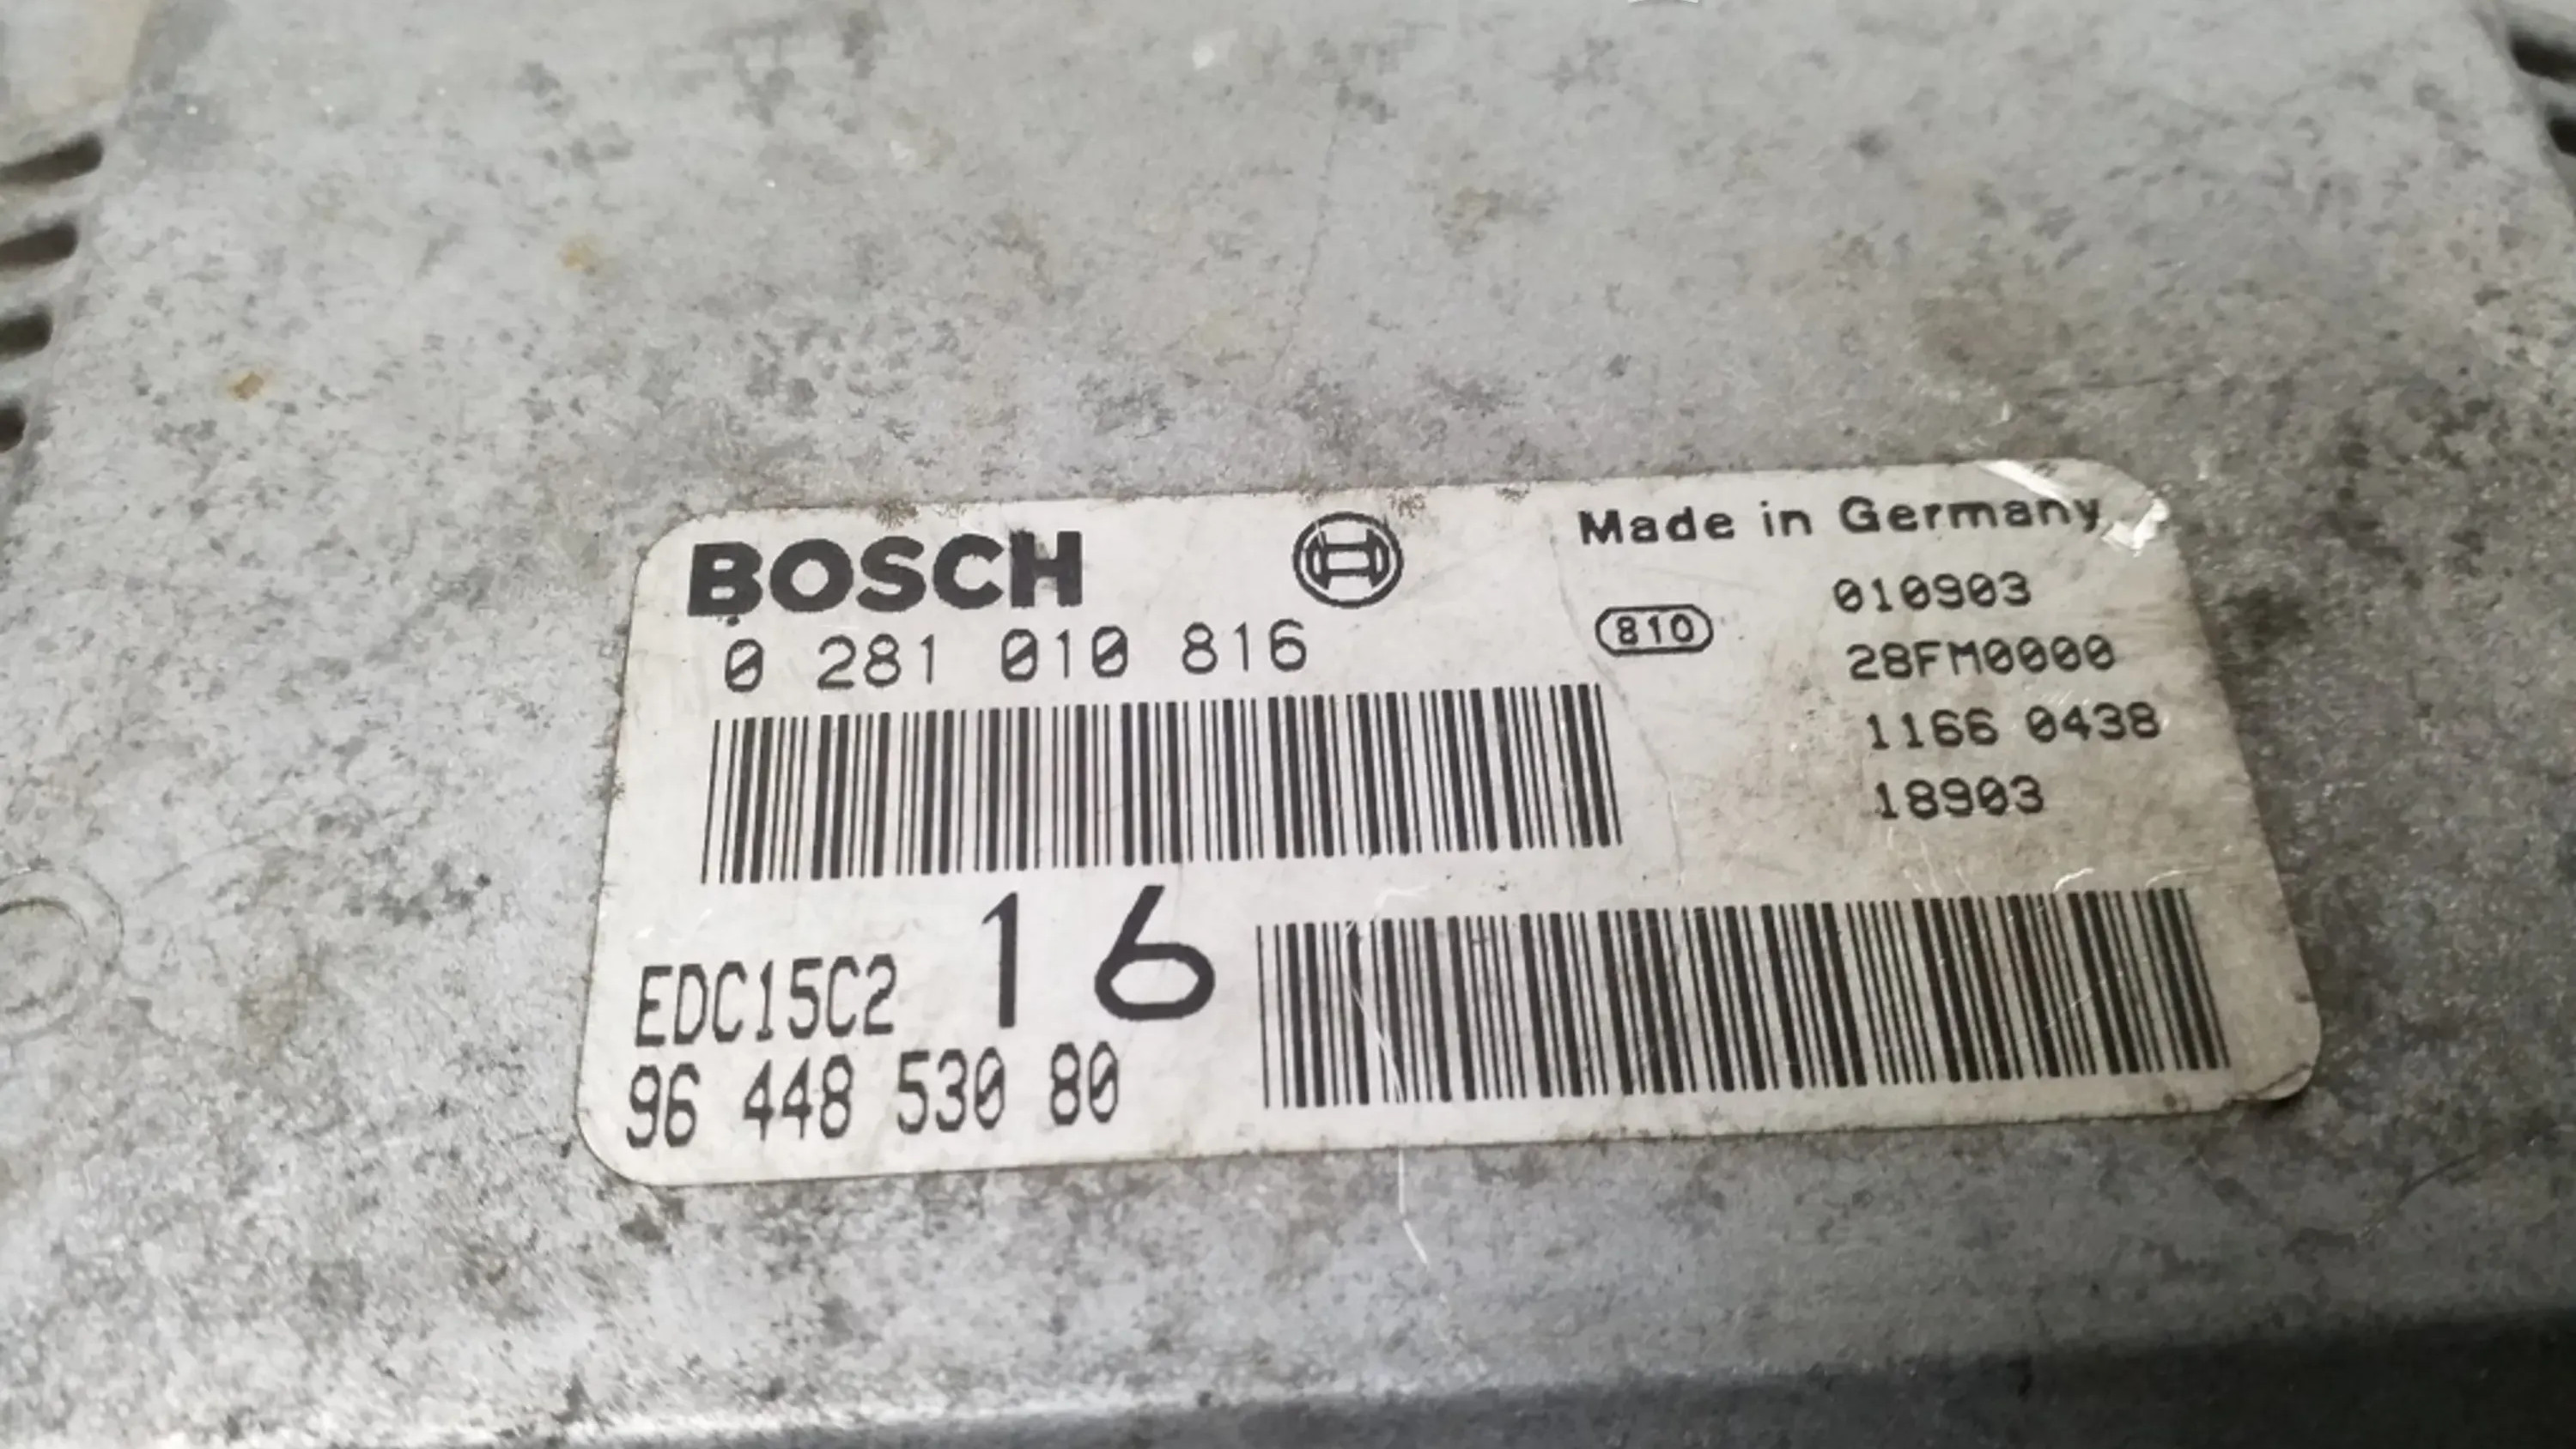 BOSCH
Made in Germany
0 281 010 816
810
010903
28FM0000
1166 0438
18903
EDC15C2 16
96 448 530 80